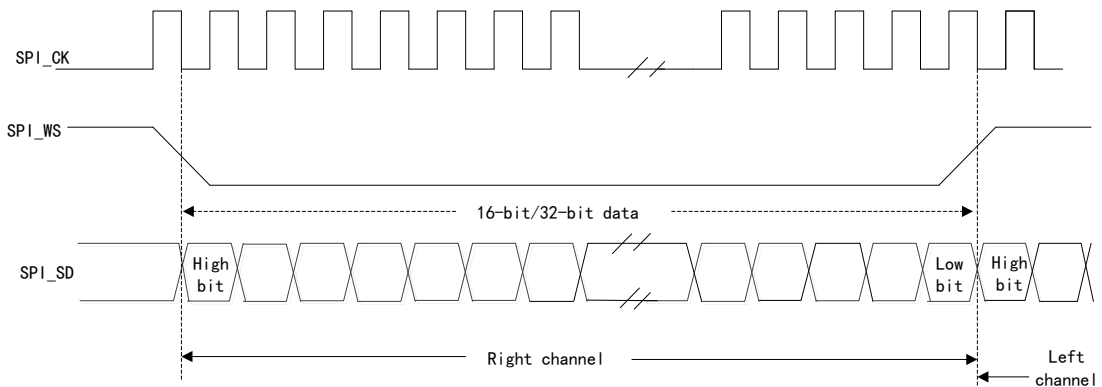 SPI_CK
SPI_WS
16-bit/32-bit data
SPI_SD
High
bit
Low
bit
High
bit
Right channel
Left
channel